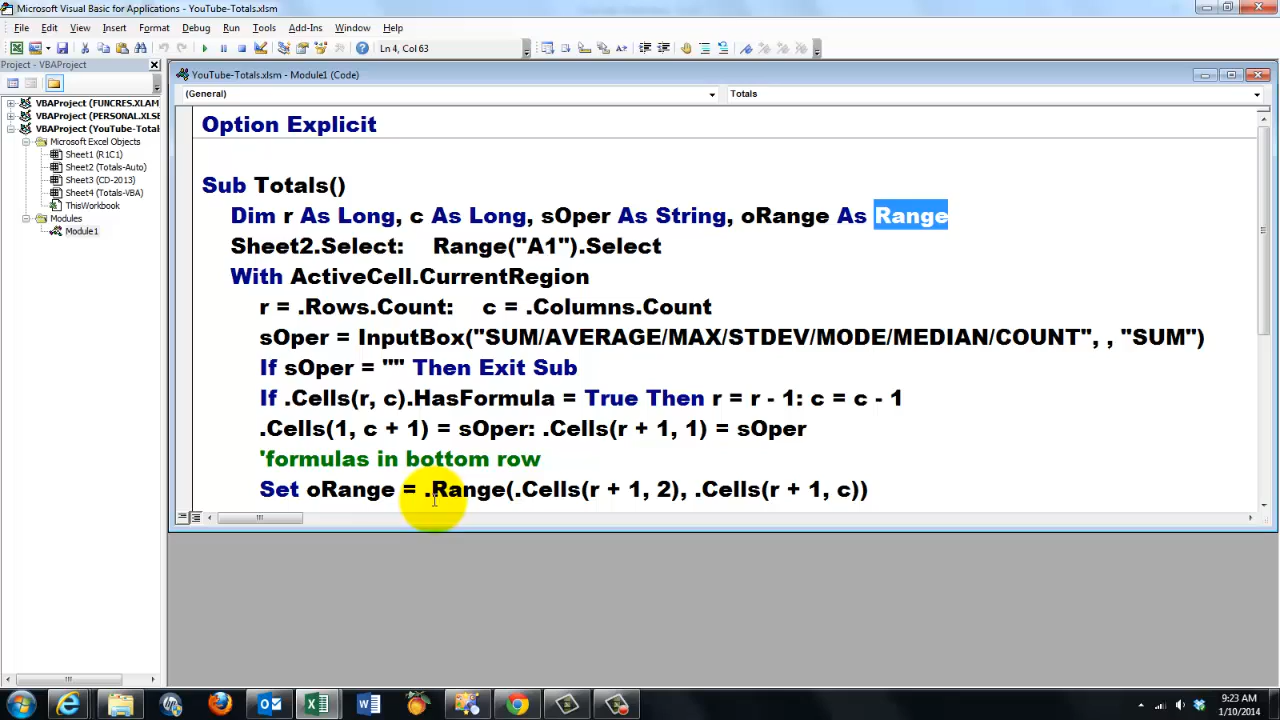 Microsoft Visual Basic for Applications - YouTube-Totals.xlsm
File Edit View Insert Format Debug Run Tools Add-Ins Window Help
Ln 4, Col 63
Project - VBAProject
YouTube-Totals.xlsm - Module1 (Code)
(General) Totals
VBAProject (FUNCRES.XLAM
VBAProject (PERSONAL.XLSB
VBAProject (YouTube-Total
Microsoft Excel Objects
Sheet1 (R1C1)
Sheet2 (Totals-Auto)
Sheet3 (CD-2013)
Sheet4 (Totals-VBA)
ThisWorkbook
Modules
Module1
Option Explicit
Sub Totals()
Dim r As Long, c As Long, sOper As String, oRange As Range
Sheet2.Select: Range("A1").Select
With ActiveCell.CurrentRegion
r = .Rows.Count: c = .Columns.Count
sOper = InputBox("SUM/AVERAGE/MAX/STDEV/MODE/MEDIAN/COUNT", , "SUM")
If sOper = "" Then Exit Sub
If .Cells(r, c).HasFormula = True Then r = r - 1: c = c - 1
.Cells(1, c + 1) = sOper: .Cells(r + 1, 1) = sOper
'formulas in bottom row
Set oRange = .Range(.Cells(r + 1, 2), .Cells(r + 1, c))
9:23 AM
1/10/2014